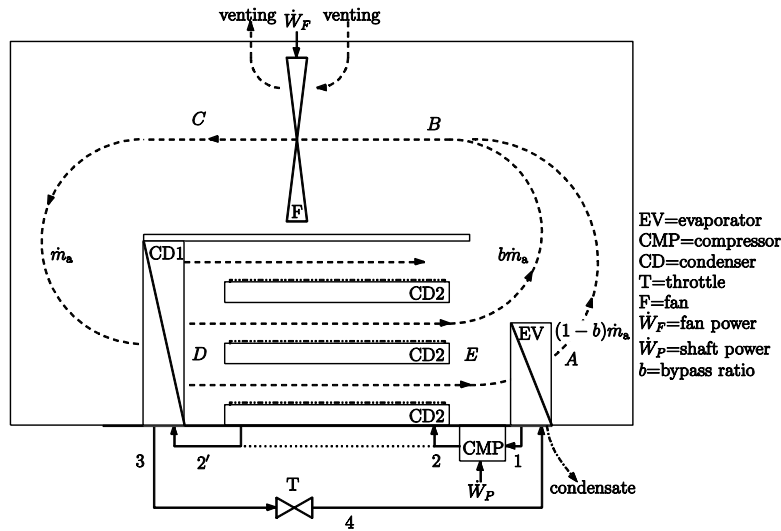 venting
Ẇ_F
venting
C
B
F
CD1
ṁ_a
bṁ_a
CD2
D
CD2
E
EV
(1−b)ṁ_a
A
CD2
EV=evaporator
CMP=compressor
CD=condenser
T=throttle
F=fan
Ẇ_F=fan power
Ẇ_P=shaft power
b=bypass ratio
3
2′
2
CMP
1
T
4
Ẇ_P
condensate